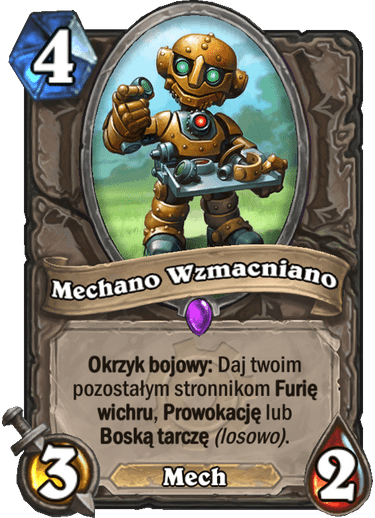 4
Mechano Wzmacniano
Okrzyk bojowy: Daj twoim
pozostałym stronnikom Furię
wichru, Prowokację lub
Boską tarczę (losowo).
3
Mech
2